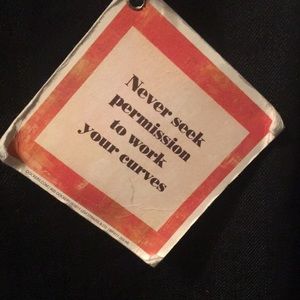 Never seek
permission
to work
your curves